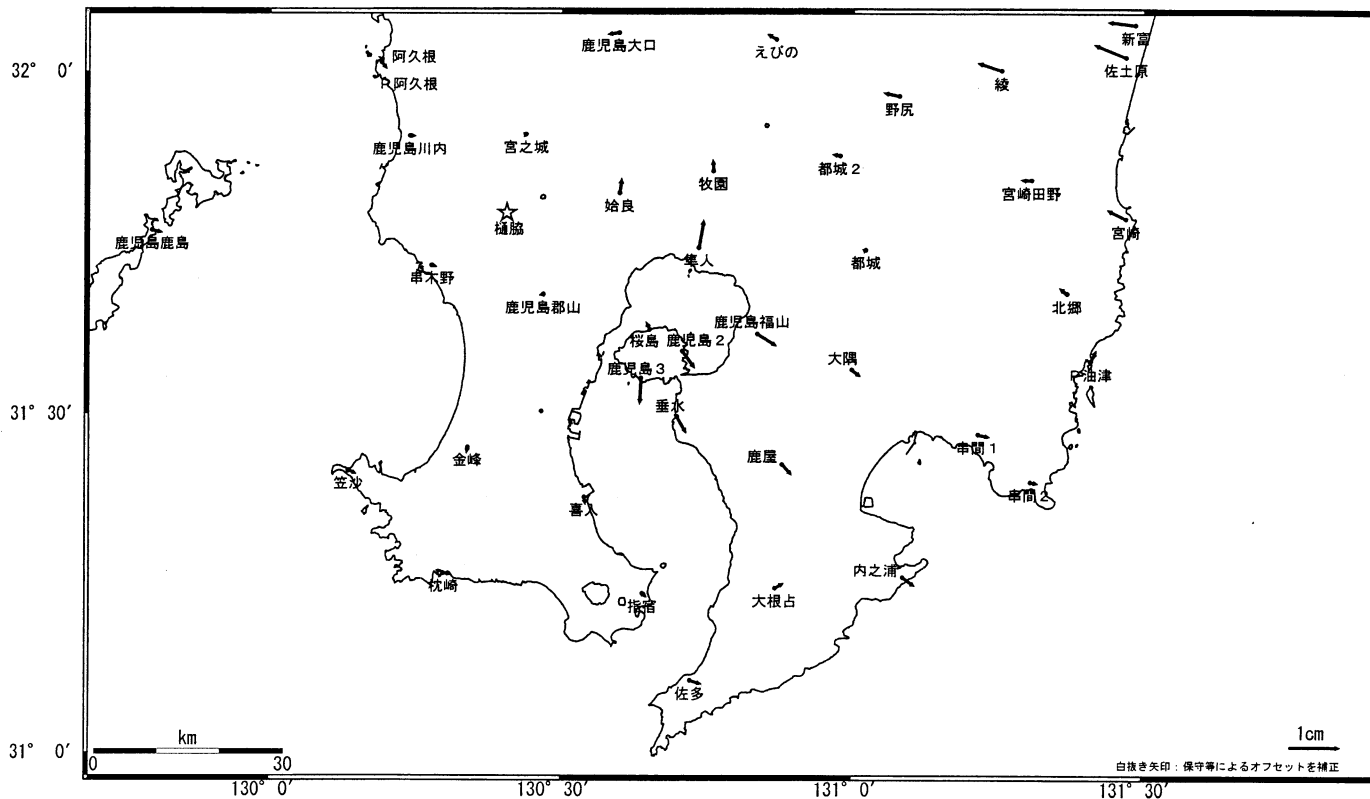 新富
鹿児島大口
えびの
阿久根
佐土原
32° 0′
P阿久根
綾
野尻
鹿児島川内
宮之城
都城2
牧園
宮崎田野
姶良
樋脇
宮崎
鹿児島鹿島
隼人
都城
串木野
鹿児島郡山
北郷
鹿児島福山
桜島
鹿児島2
大隅
鹿児島3
P油津
垂水
31° 30′
串間1
鹿屋
金峰
笠沙
串間2
喜入
内之浦
枕崎
大根占
指宿
佐多
1cm
km
31° 0′
0
30
白抜き矢印:保守等によるオフセットを補正
130° 0′
130° 30′
131° 0′
131° 30′